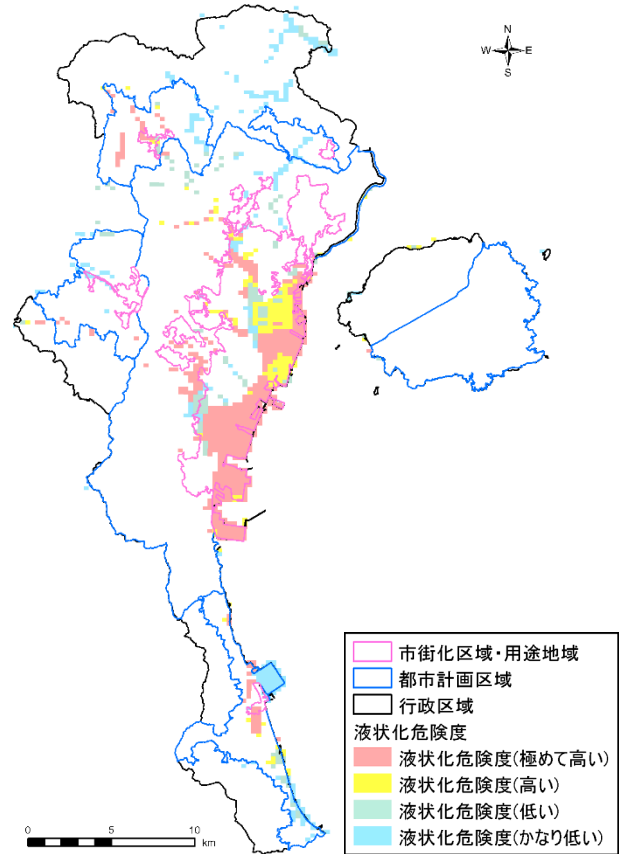 N
W E
S
市街化区域・用途地域
都市計画区域
行政区域
液状化危険度
液状化危険度(極めて高い)
液状化危険度(高い)
液状化危険度(低い)
液状化危険度(かなり低い)
0 5 10
km